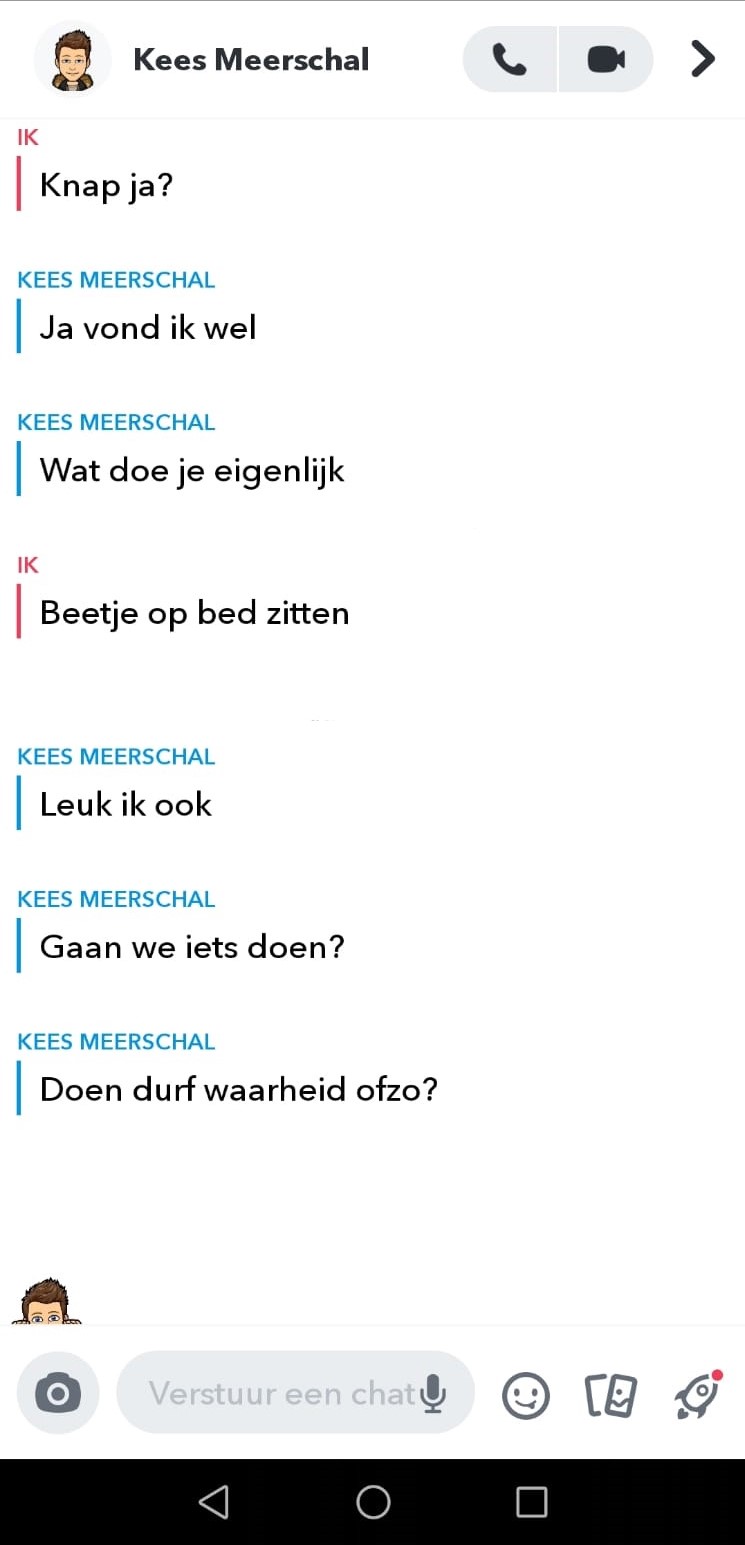 Kees Meerschal
IK
Knap ja?
KEES MEERSCHAL
Ja vond ik wel
KEES MEERSCHAL
Wat doe je eigenlijk
IK
Beetje op bed zitten
KEES MEERSCHAL
Leuk ik ook
KEES MEERSCHAL
Gaan we iets doen?
KEES MEERSCHAL
Doen durf waarheid ofzo?
Verstuur een chat